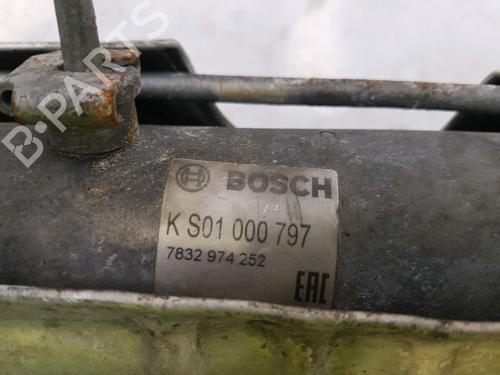 B·PARTS
BOSCH
K S01 000 797
7832 974 252
EAC